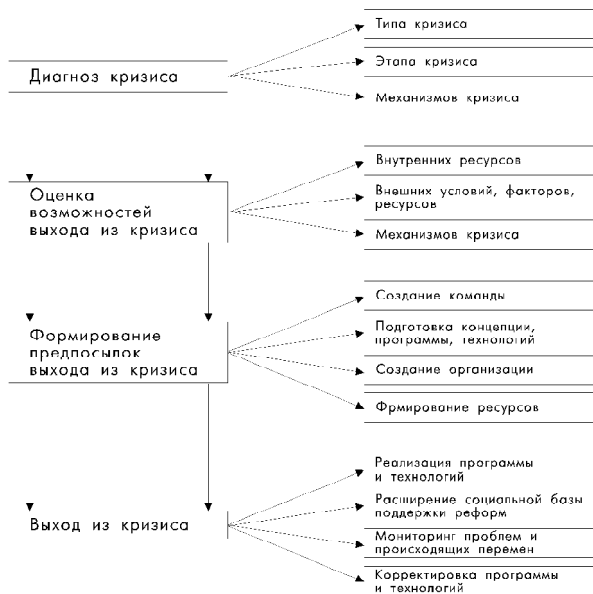 Диагноз кризиса
Типа кризиса
Этапа кризиса
Механизмов кризиса
Оценка
возможностей
выхода из кризиса
Внутренних ресурсов
Внешних условий, факторов,
ресурсов
Механизмов кризиса
Формирование
предпосылок
выхода из кризиса
Создание команды
Подготовка концепции,
программы, технологий
Создание организации
Фрмирование ресурсов
Выход из кризиса
Реализация программы
и технологий
Расширение социальной базы
поддержки реформ
Мониторинг проблем и
происходящих перемен
Корректировка программы
и технологий